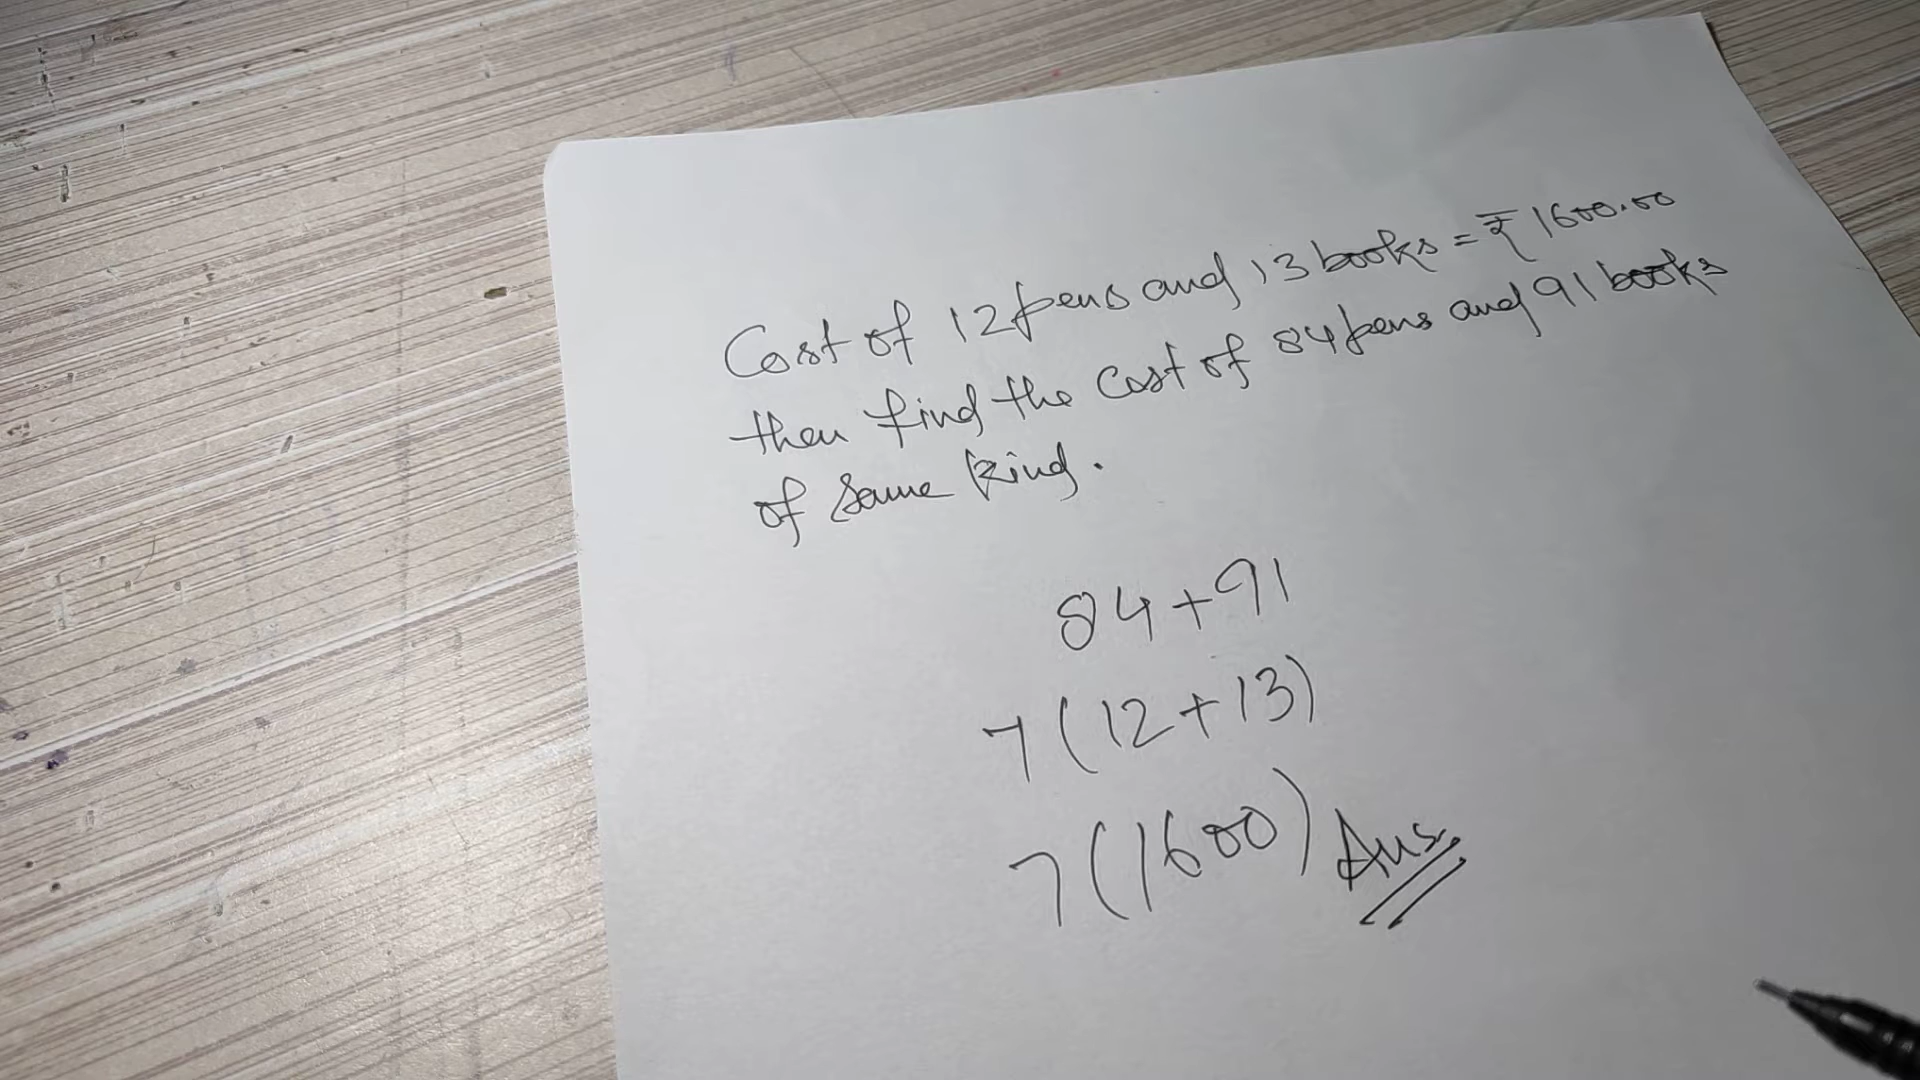 Cost of 12 pens and 13 books = ₹ 1600.00
then find the cost of 84 pens and 91 books
of same kind.
84+91
7(12+13)
7(1600) Ans.